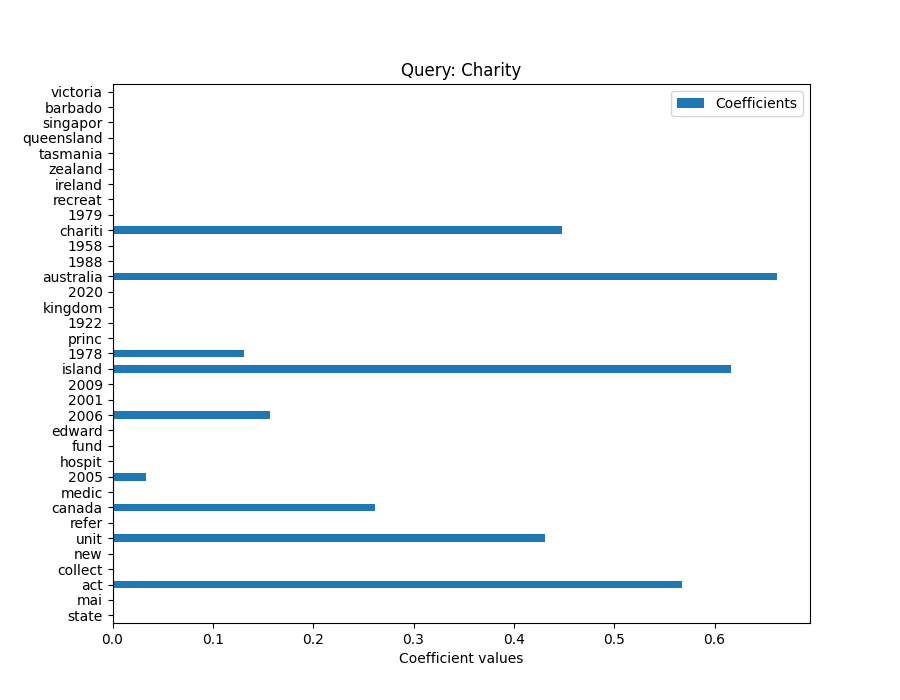 Query: Charity
Coefficients
victoria
barbado
singapor
queensland
tasmania
zealand
ireland
recreat
1979
chariti
1958
1988
australia
2020
kingdom
1922
princ
1978
island
2009
2001
2006
edward
fund
hospit
2005
medic
canada
refer
unit
new
collect
act
mai
state
0.0 0.1 0.2 0.3 0.4 0.5 0.6
Coefficient values